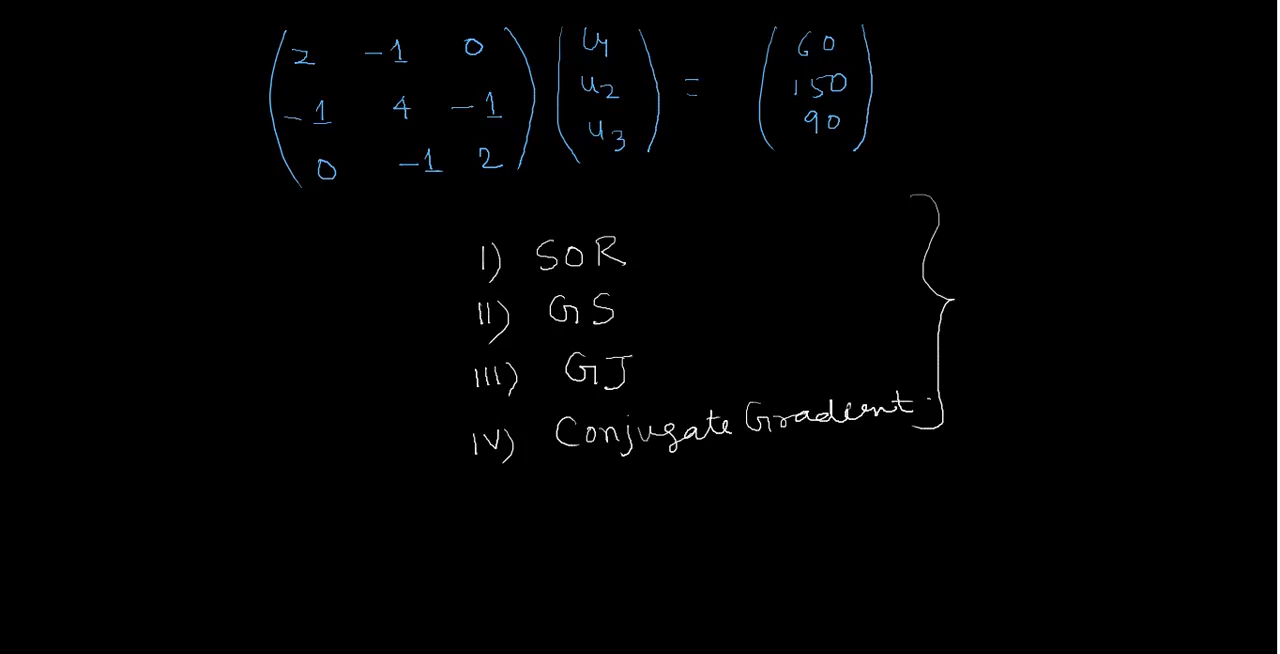 ( 2 -1 0 ) ( u1 ) = ( 60 )
( -1 4 -1 ) ( u2 ) ( 150 )
( 0 -1 2 ) ( u3 ) ( 90 )
I) SOR
II) GS
III) GJ
IV) Conjugate Gradient.